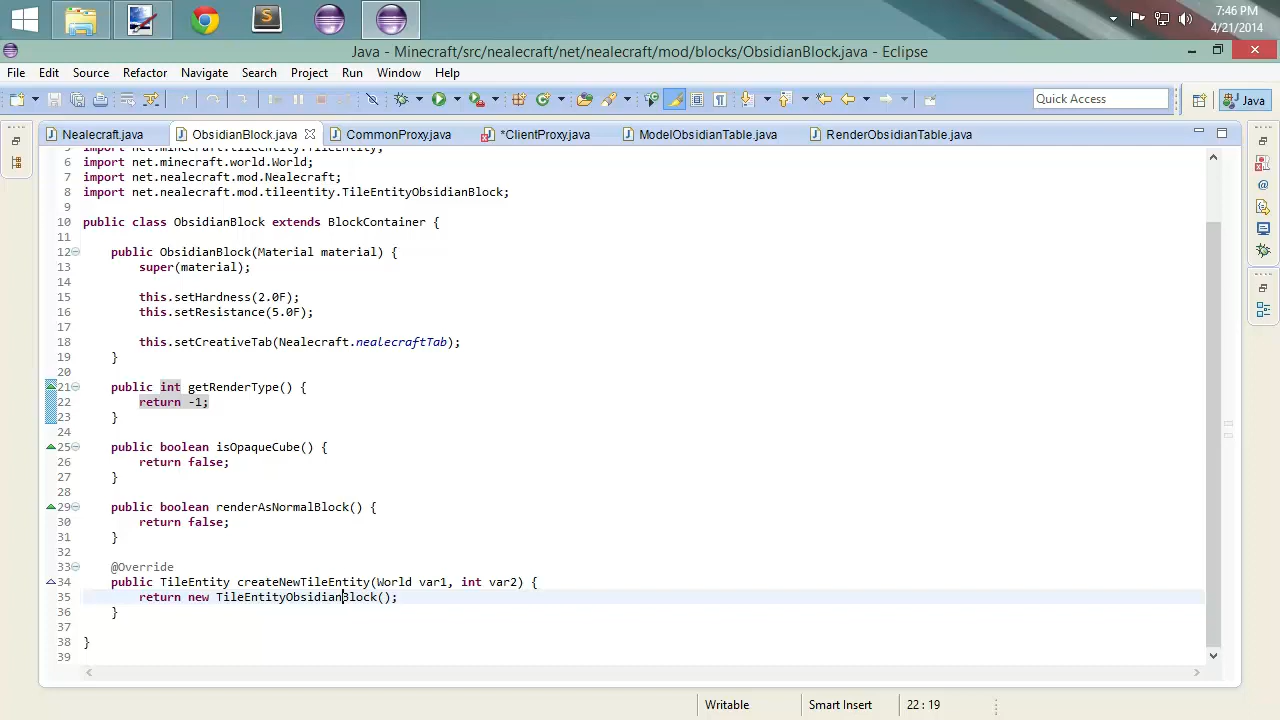 7:46 PM
4/21/2014
Java - Minecraft/src/nealecraft/net/nealecraft/mod/blocks/ObsidianBlock.java - Eclipse
File Edit Source Refactor Navigate Search Project Run Window Help
Quick Access
Java
Nealecraft.java ObsidianBlock.java CommonProxy.java *ClientProxy.java ModelObsidianTable.java RenderObsidianTable.java
5 import net.minecraft.tileentity.TileEntity;
6 import net.minecraft.world.World;
7 import net.nealecraft.mod.Nealecraft;
8 import net.nealecraft.mod.tileentity.TileEntityObsidianBlock;
9
10 public class ObsidianBlock extends BlockContainer {
11
12 public ObsidianBlock(Material material) {
13 super(material);
14
15 this.setHardness(2.0F);
16 this.setResistance(5.0F);
17
18 this.setCreativeTab(Nealecraft.nealecraftTab);
19 }
20
21 public int getRenderType() {
22 return -1;
23 }
24
25 public boolean isOpaqueCube() {
26 return false;
27 }
28
29 public boolean renderAsNormalBlock() {
30 return false;
31 }
32
33 @Override
34 public TileEntity createNewTileEntity(World var1, int var2) {
35 return new TileEntityObsidianBlock();
36 }
37
38 }
39
Writable Smart Insert 22 : 19